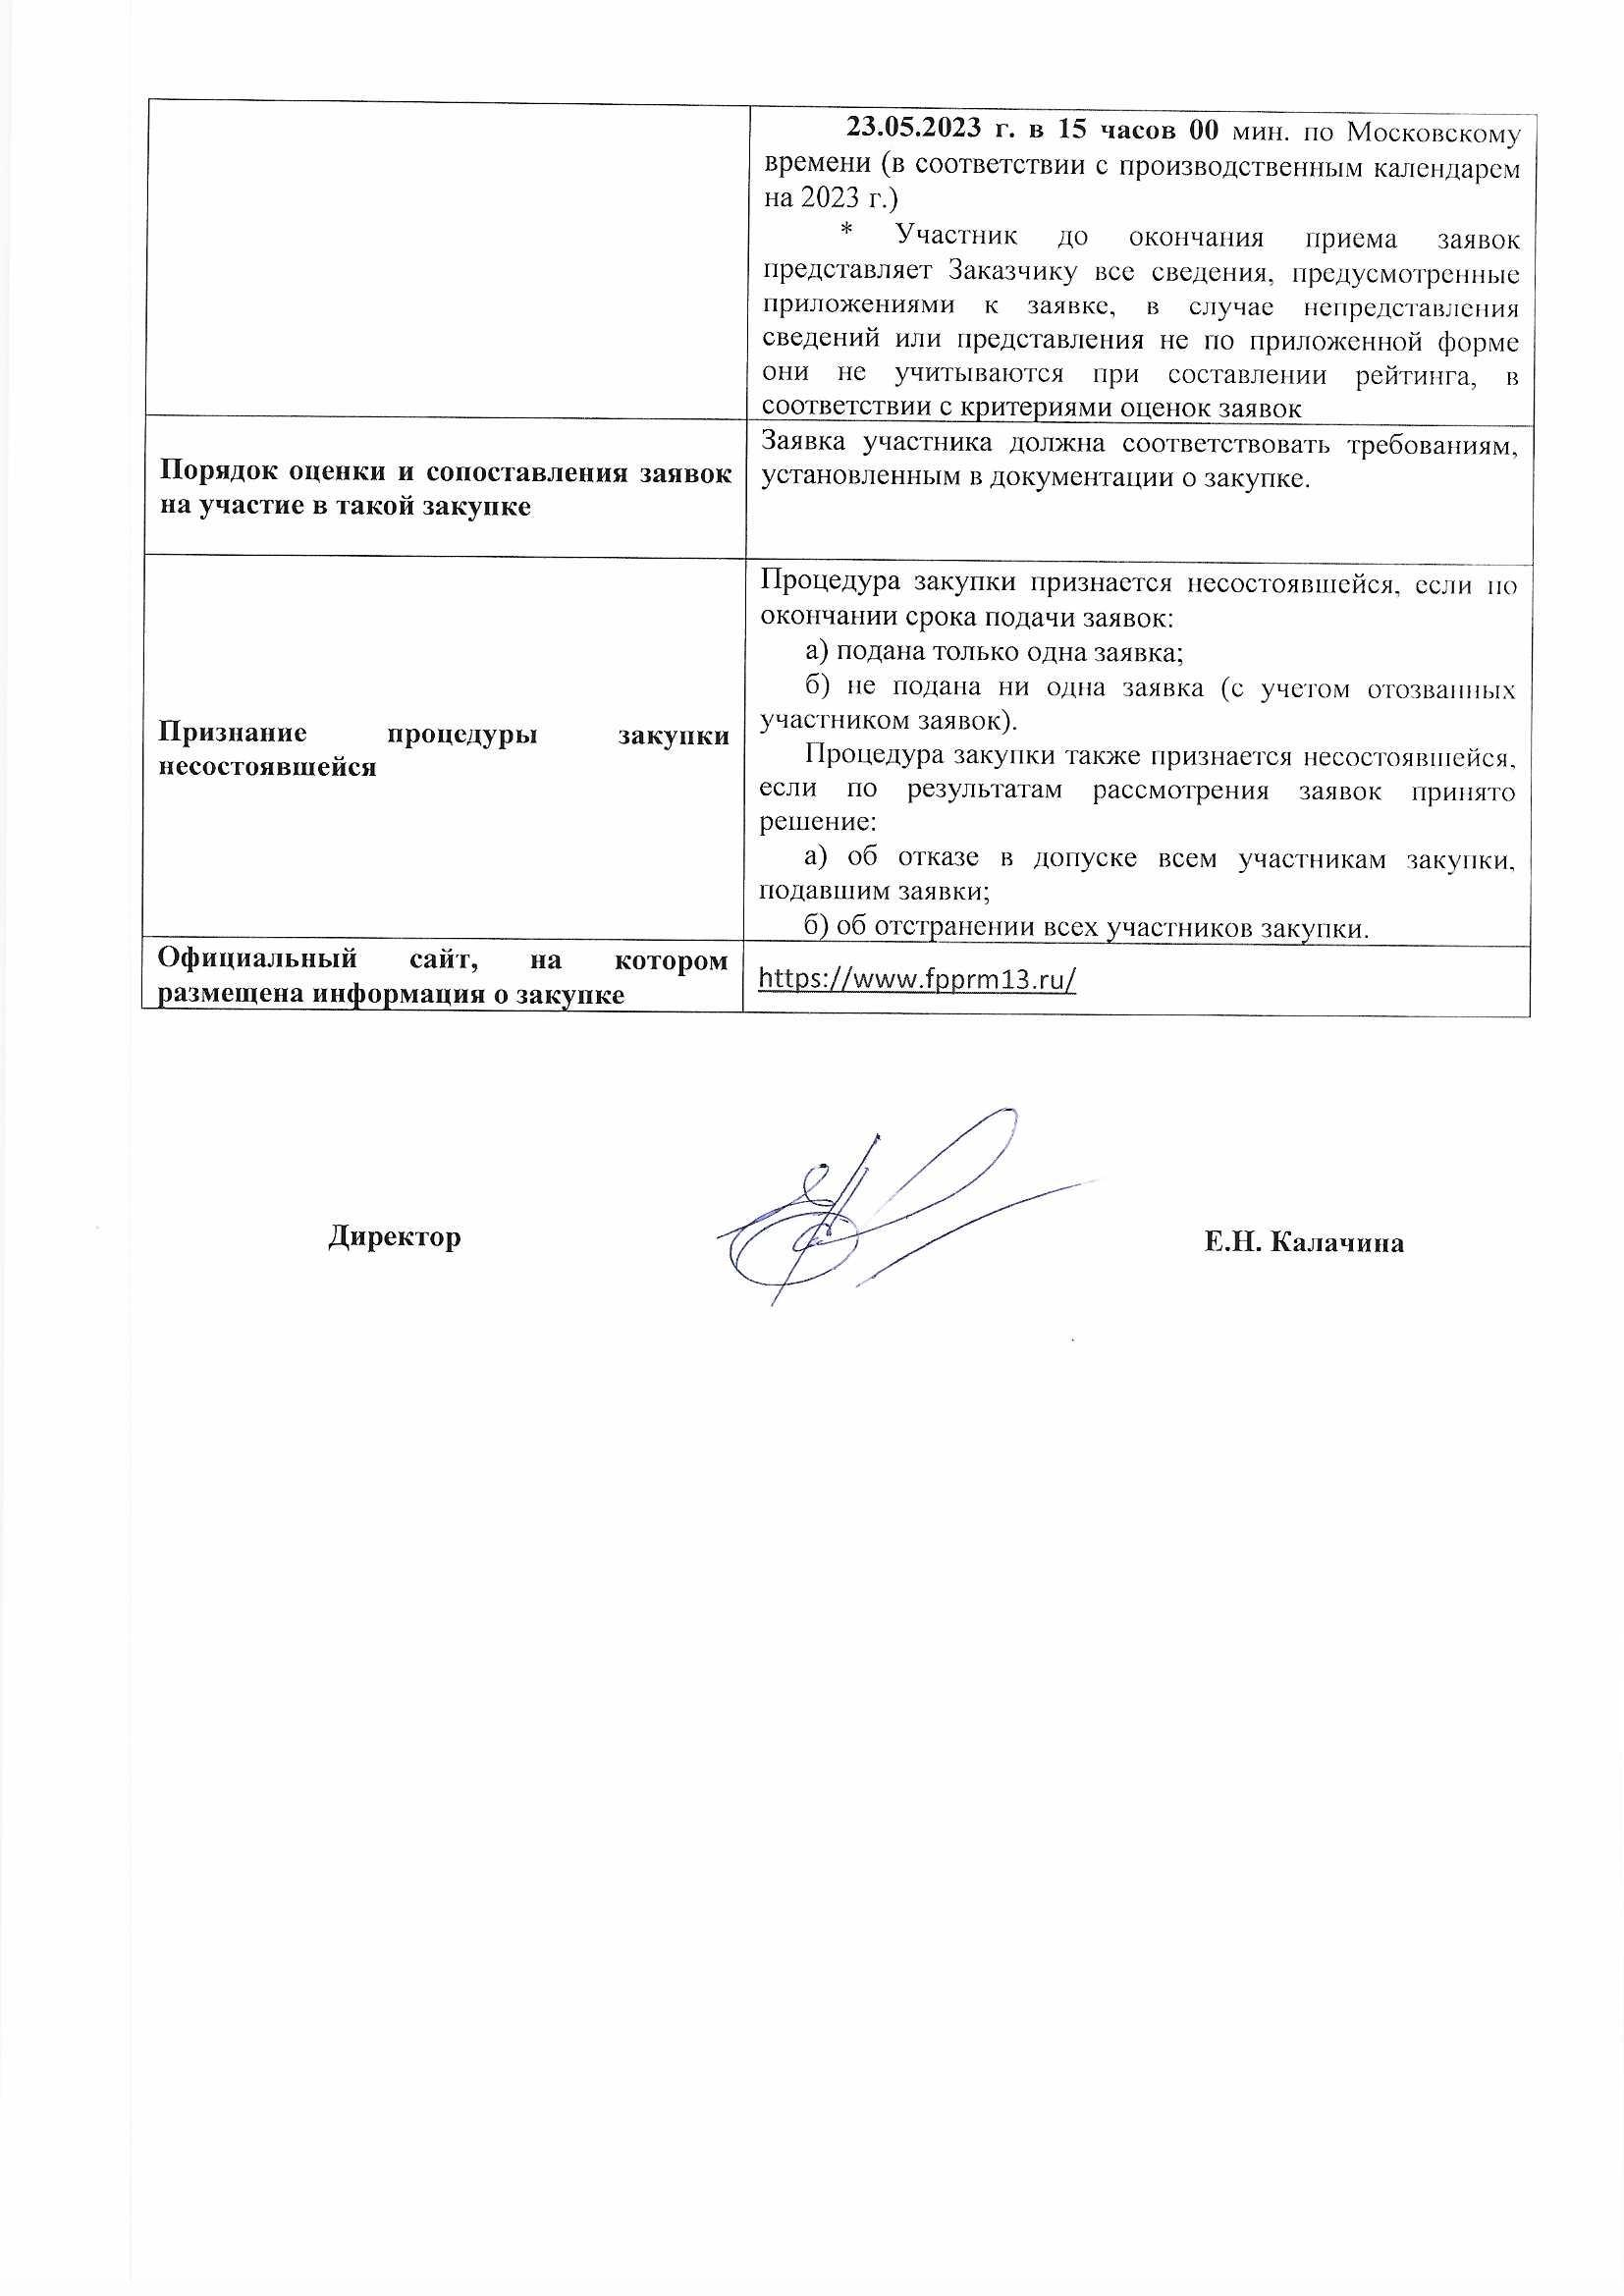 23.05.2023 г. в 15 часов 00 мин. по Московскому
времени (в соответствии с производственным календарем
на 2023 г.)
* Участник до окончания приема заявок
представляет Заказчику все сведения, предусмотренные
приложениями к заявке, в случае непредставления
сведений или представления не по приложенной форме
они не учитываются при составлении рейтинга, в
соответствии с критериями оценок заявок
Порядок оценки и сопоставления заявок
на участие в такой закупке
Заявка участника должна соответствовать требованиям,
установленным в документации о закупке.
Признание процедуры закупки
несостоявшейся
Процедура закупки признается несостоявшейся, если по
окончании срока подачи заявок:
а) подана только одна заявка;
б) не подана ни одна заявка (с учетом отозванных
участником заявок).
Процедура закупки также признается несостоявшейся,
если по результатам рассмотрения заявок принято
решение:
а) об отказе в допуске всем участникам закупки,
подавшим заявки;
б) об отстранении всех участников закупки.
Официальный сайт, на котором
размещена информация о закупке
https://www.fpprm13.ru/
Директор
Е.Н. Калачина